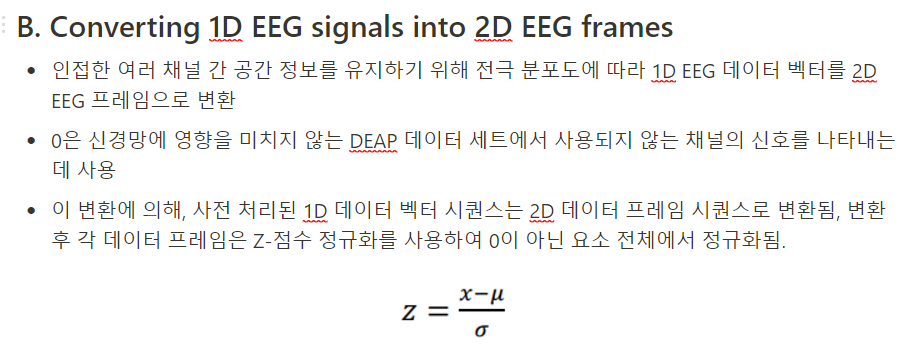 B. Converting 1D EEG signals into 2D EEG frames
• 인접한 여러 채널 간 공간 정보를 유지하기 위해 전극 분포도에 따라 1D EEG 데이터 벡터를 2D
EEG 프레임으로 변환
• 0은 신경망에 영향을 미치지 않는 DEAP 데이터 세트에서 사용되지 않는 채널의 신호를 나타내는
데 사용
• 이 변환에 의해, 사전 처리된 1D 데이터 벡터 시퀀스는 2D 데이터 프레임 시퀀스로 변환됨, 변환
후 각 데이터 프레임은 Z-점수 정규화를 사용하여 0이 아닌 요소 전체에서 정규화됨.
z = (x−μ)/σ